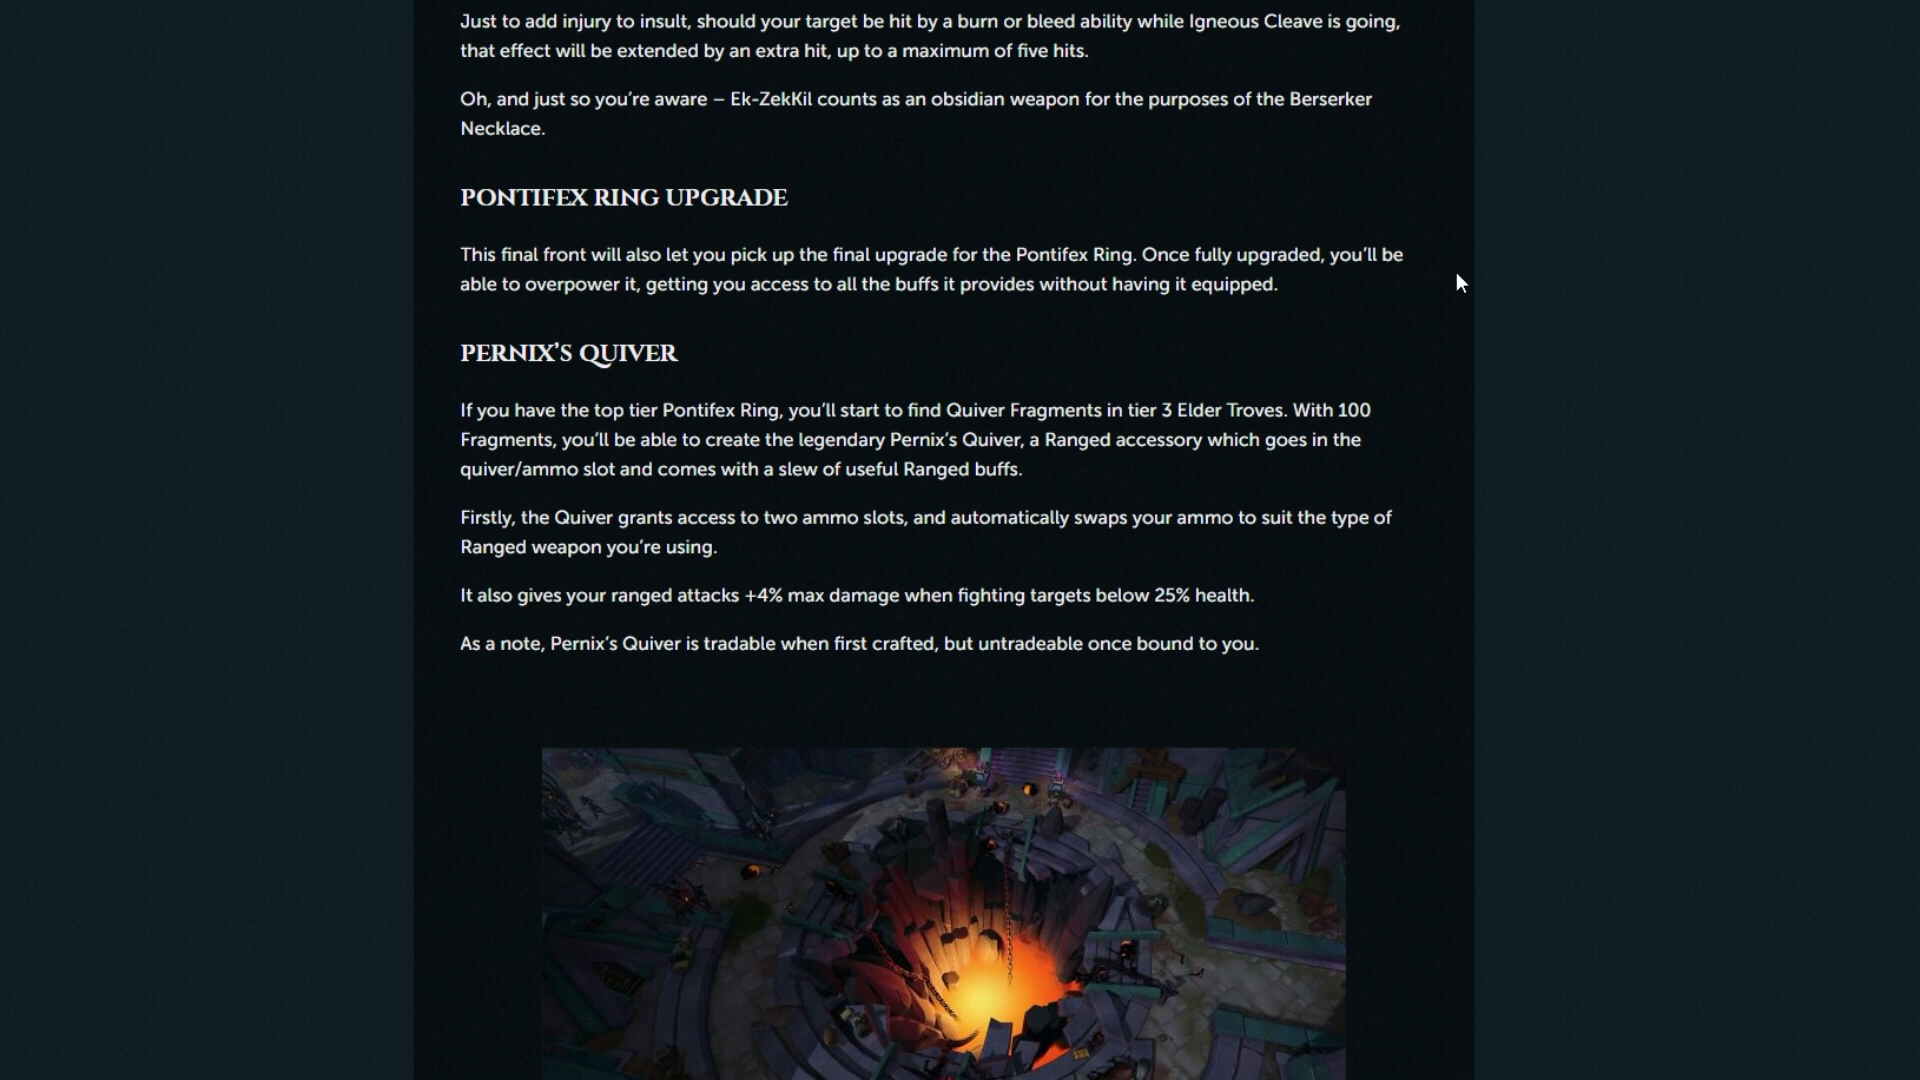 Just to add injury to insult, should your target be hit by a burn or bleed ability while Igneous Cleave is going,
that effect will be extended by an extra hit, up to a maximum of five hits.
Oh, and just so you’re aware – Ek-ZekKil counts as an obsidian weapon for the purposes of the Berserker
Necklace.
PONTIFEX RING UPGRADE
This final front will also let you pick up the final upgrade for the Pontifex Ring. Once fully upgraded, you’ll be
able to overpower it, getting you access to all the buffs it provides without having it equipped.
PERNIX’S QUIVER
If you have the top tier Pontifex Ring, you’ll start to find Quiver Fragments in tier 3 Elder Troves. With 100
Fragments, you’ll be able to create the legendary Pernix’s Quiver, a Ranged accessory which goes in the
quiver/ammo slot and comes with a slew of useful Ranged buffs.
Firstly, the Quiver grants access to two ammo slots, and automatically swaps your ammo to suit the type of
Ranged weapon you’re using.
It also gives your ranged attacks +4% max damage when fighting targets below 25% health.
As a note, Pernix’s Quiver is tradable when first crafted, but untradeable once bound to you.